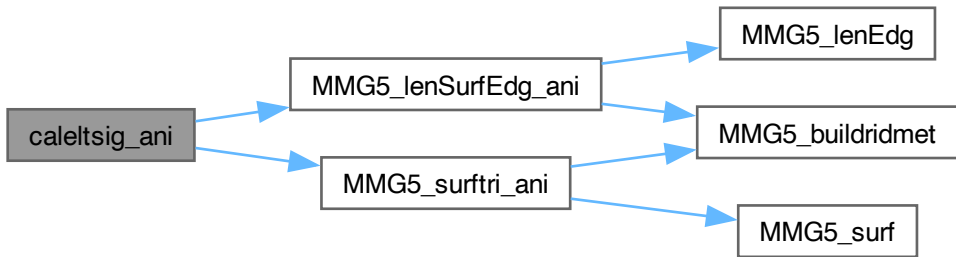 caleltsig_ani
MMG5_lenSurfEdg_ani
MMG5_surftri_ani
MMG5_lenEdg
MMG5_buildridmet
MMG5_surf